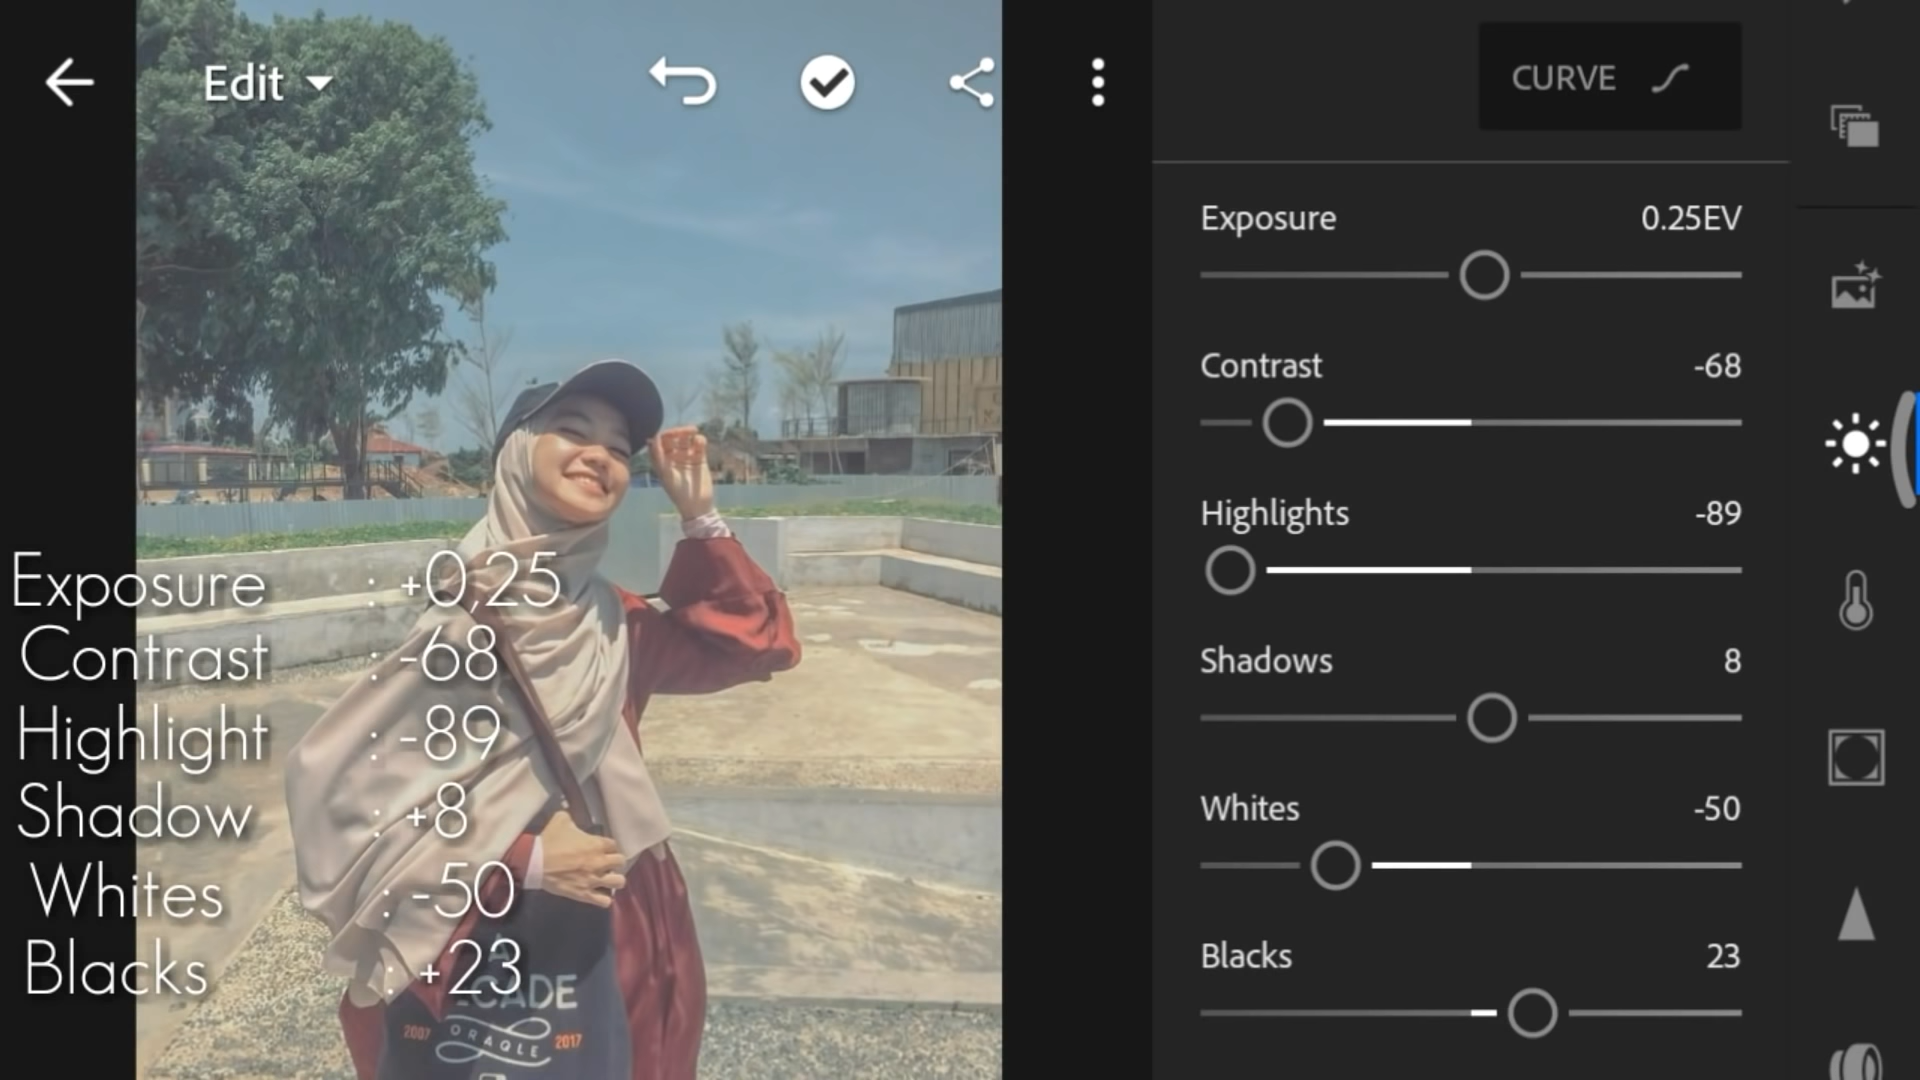 Edit
CURVE
Exposure 0.25EV
Contrast -68
Highlights -89
Shadows 8
Whites -50
Blacks 23
Exposure : +0,25
Contrast : -68
Highlight : -89
Shadow : +8
Whites : -50
Blacks : +23
A
CADE
2007 ORAQLE 2017